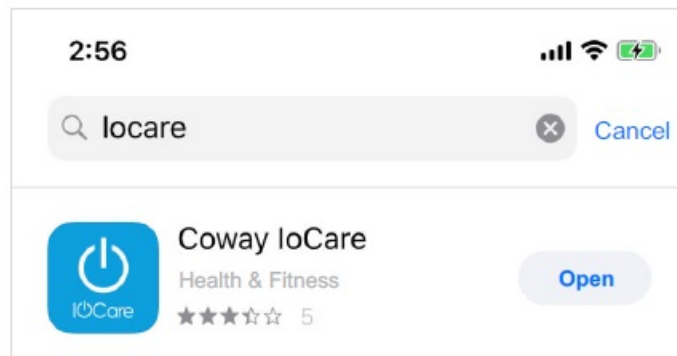 2:56
Iocare
Cancel
Coway IoCare
Health & Fitness
IOCare
5
Open